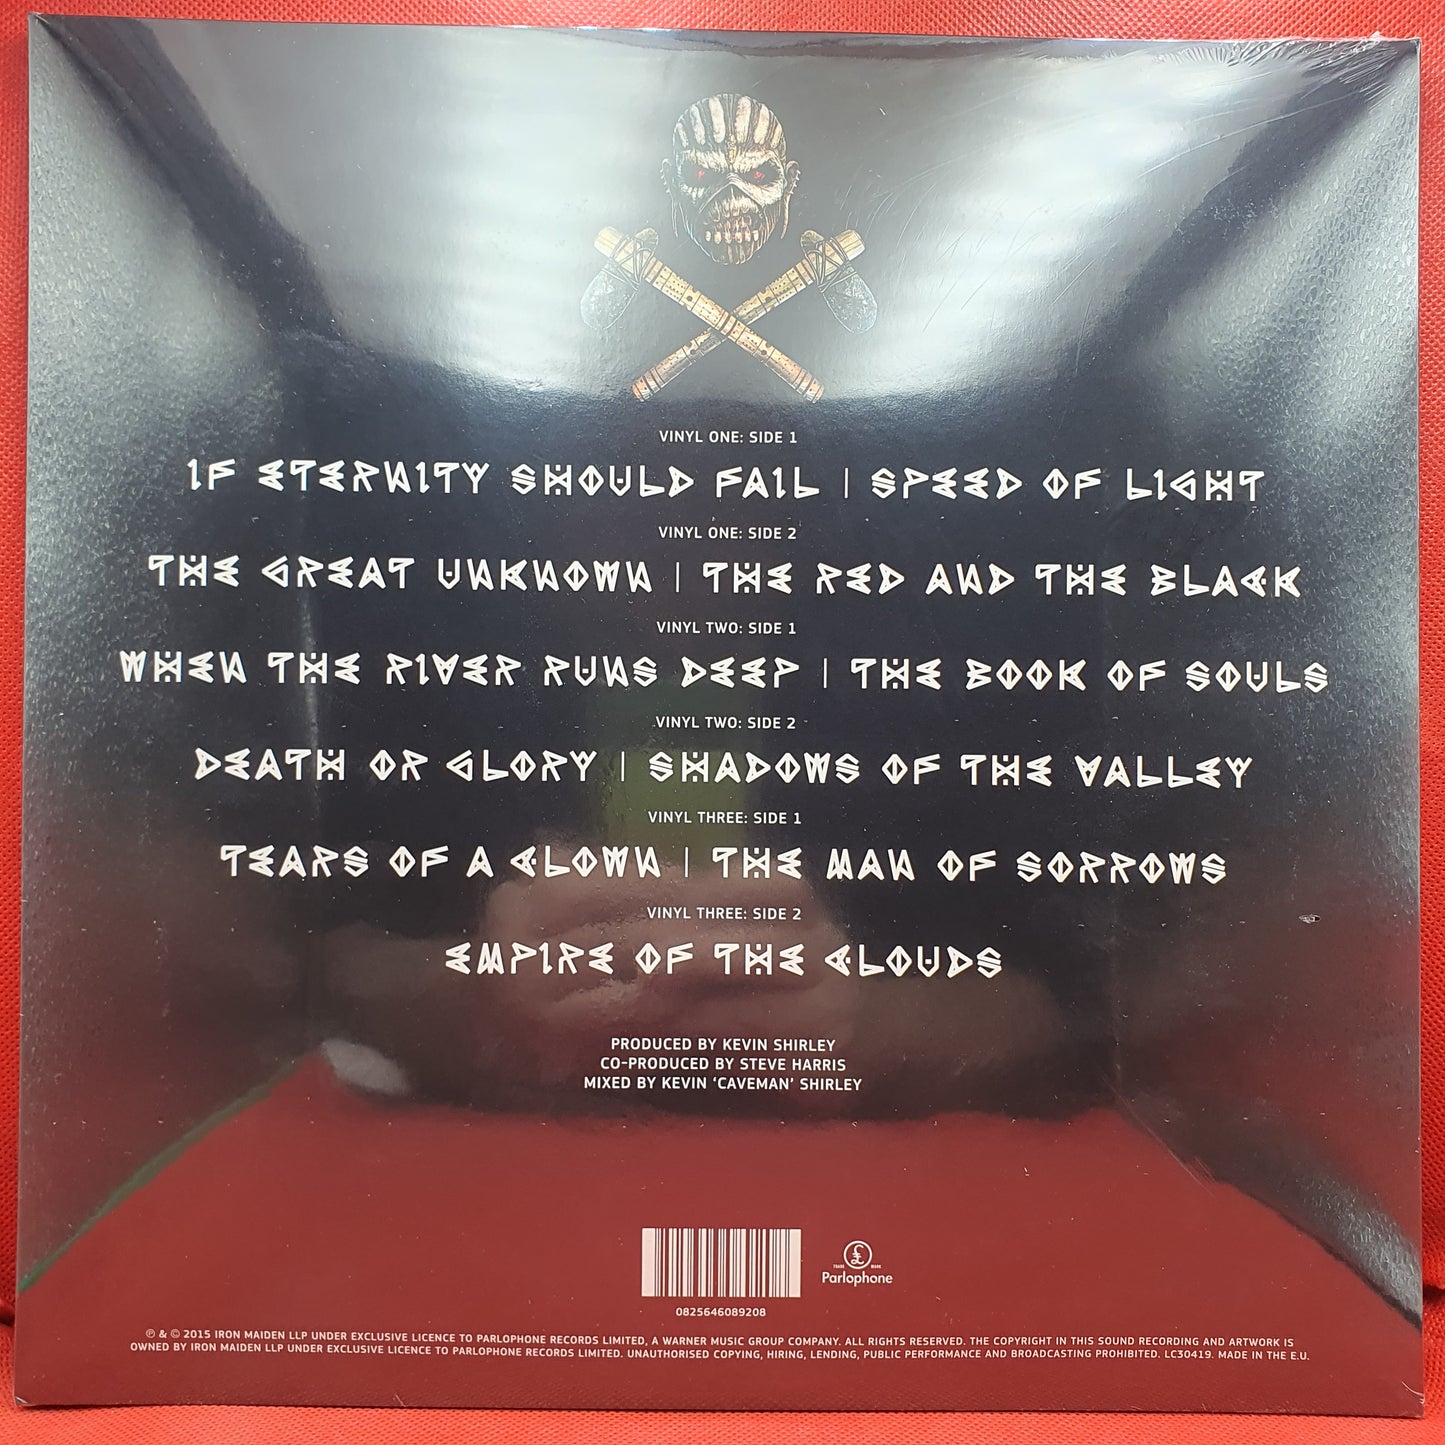 VINYL ONE: SIDE 1
IF ETERNITY SHOULD FAIL | SPEED OF LIGHT
VINYL ONE: SIDE 2
THE GREAT UNKNOWN | THE RED AND THE BLACK
VINYL TWO: SIDE 1
WHEN THE RIVER RUNS DEEP | THE BOOK OF SOULS
VINYL TWO: SIDE 2
DEATH OR GLORY | SHADOWS OF THE VALLEY
VINYL THREE: SIDE 1
TEARS OF A CLOWN | THE MAN OF SORROWS
VINYL THREE: SIDE 2
EMPIRE OF THE CLOUDS
PRODUCED BY KEVIN SHIRLEY
CO-PRODUCED BY STEVE HARRIS
MIXED BY KEVIN ‘CAVEMAN’ SHIRLEY
£
TRADE MARK
Parlophone
0825646089208
℗ & © 2015 IRON MAIDEN LLP UNDER EXCLUSIVE LICENCE TO PARLOPHONE RECORDS LIMITED, A WARNER MUSIC GROUP COMPANY. ALL RIGHTS RESERVED. THE COPYRIGHT IN THIS SOUND RECORDING AND ARTWORK IS
OWNED BY IRON MAIDEN LLP UNDER EXCLUSIVE LICENCE TO PARLOPHONE RECORDS LIMITED. UNAUTHORISED COPYING, HIRING, LENDING, PUBLIC PERFORMANCE AND BROADCASTING PROHIBITED. LC30419. MADE IN THE E.U.